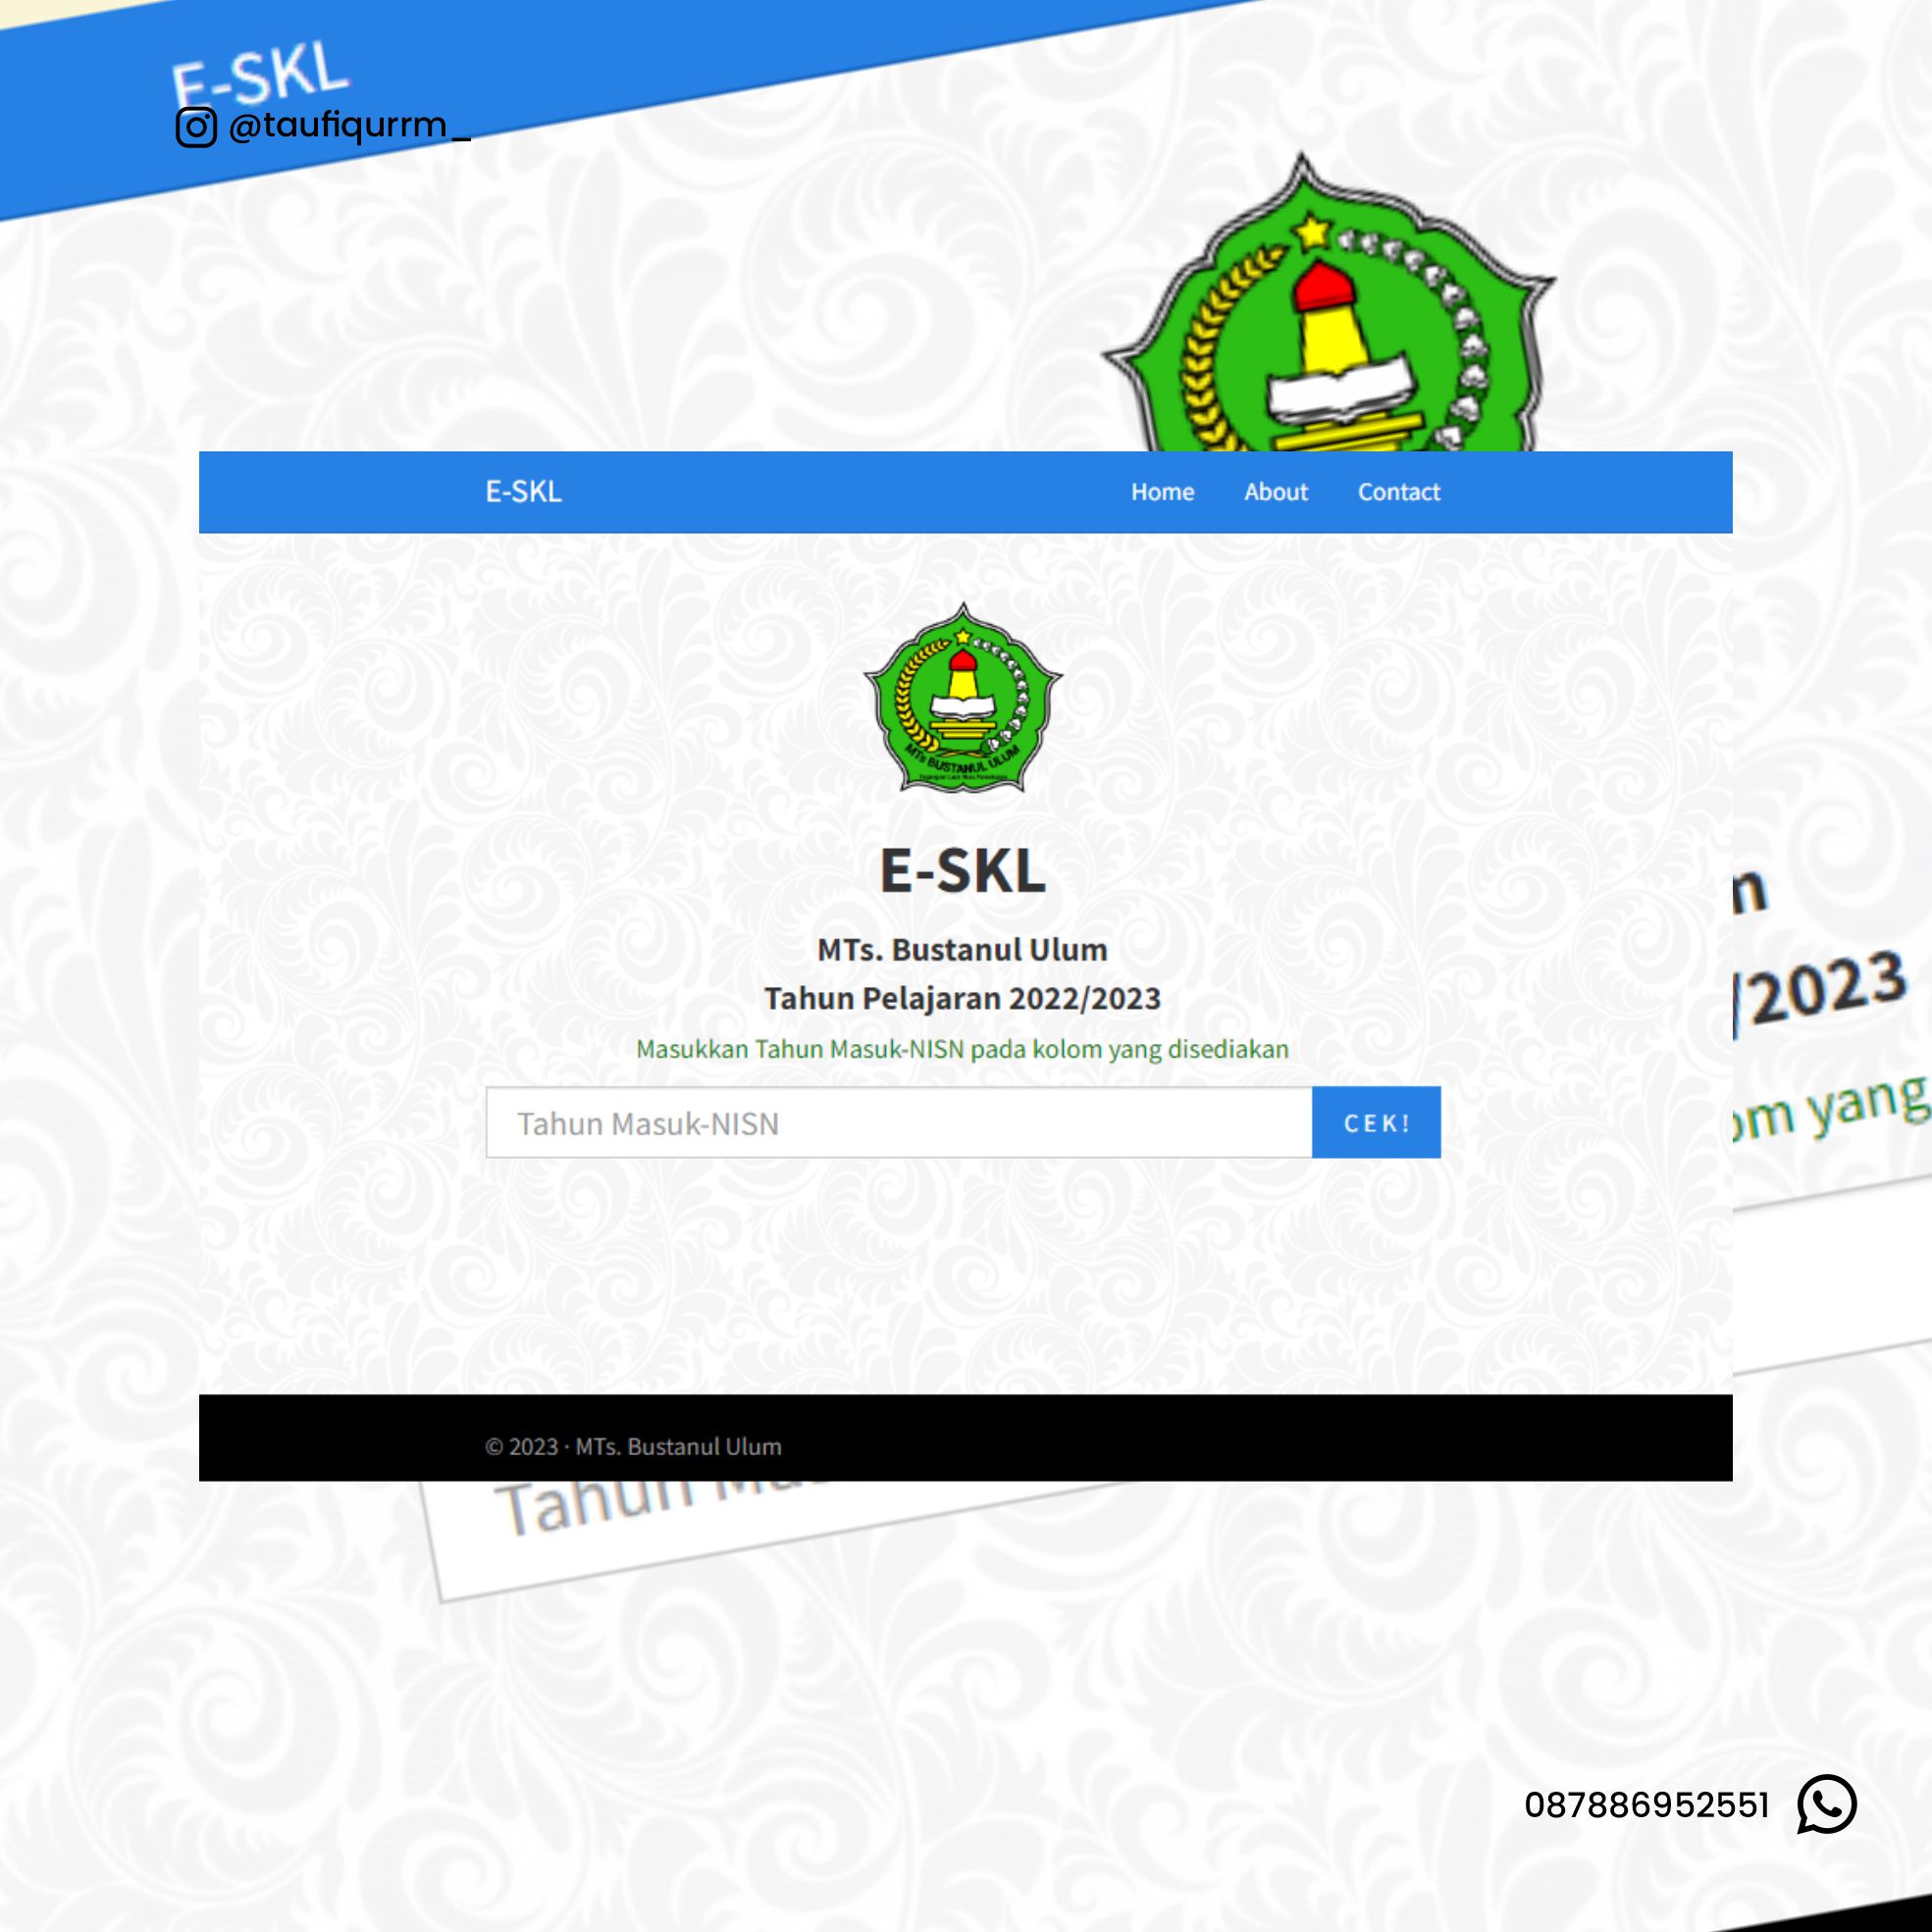 E-SKL
@taufiqurrm_
E-SKL
Home About Contact
MTs BUSTANUL ULUM
E-SKL
MTs. Bustanul Ulum
Tahun Pelajaran 2022/2023
Masukkan Tahun Masuk-NISN pada kolom yang disediakan
Tahun Masuk-NISN
CEK!
n
/2023
om yang
© 2023 · MTs. Bustanul Ulum
Tahun
087886952551